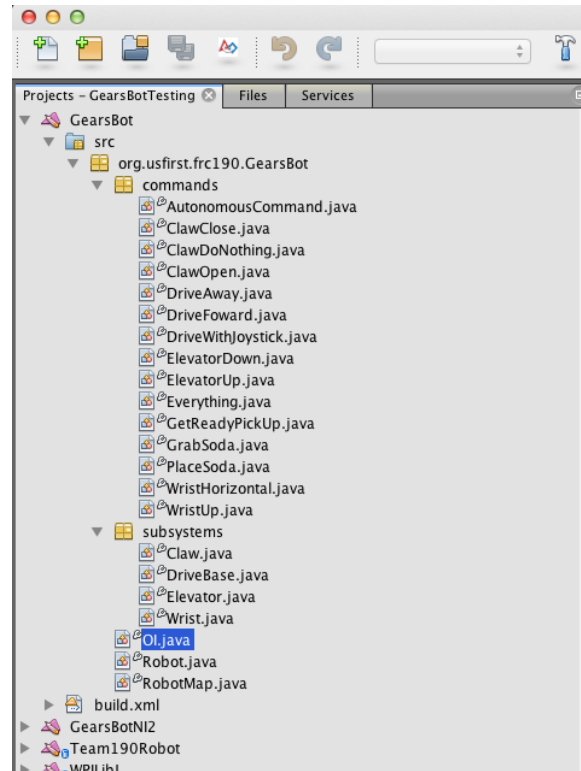 Projects – GearsBotTesting Files Services
GearsBot
src
org.usfirst.frc190.GearsBot
commands
AutonomousCommand.java
ClawClose.java
ClawDoNothing.java
ClawOpen.java
DriveAway.java
DriveFoward.java
DriveWithJoystick.java
ElevatorDown.java
ElevatorUp.java
Everything.java
GetReadyPickUp.java
GrabSoda.java
PlaceSoda.java
WristHorizontal.java
WristUp.java
subsystems
Claw.java
DriveBase.java
Elevator.java
Wrist.java
OI.java
Robot.java
RobotMap.java
build.xml
GearsBotNI2
Team190Robot
WPILibJ